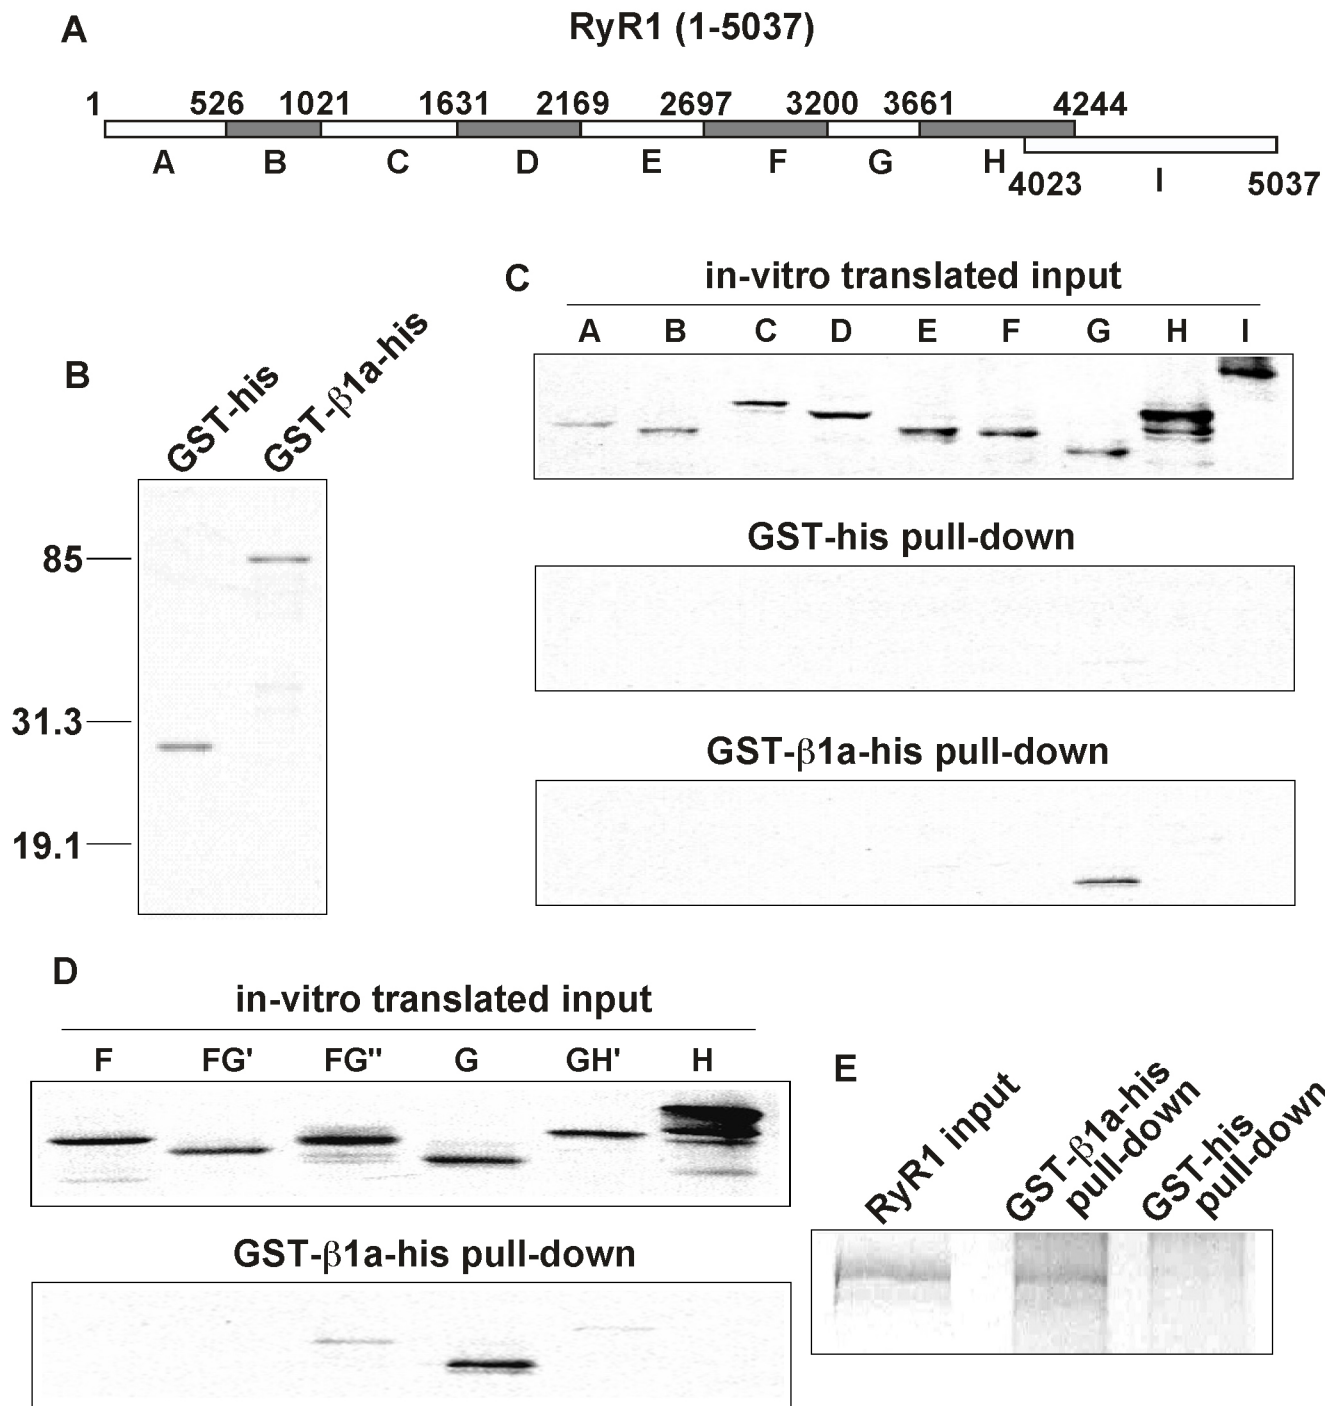 A
RyR1 (1-5037)
1 526 1021 1631 2169 2697 3200 3661 4244
A B C D E F G H
4023 I 5037
C
in-vitro translated input
A B C D E F G H I
B
GST-his
GST-β1a-his
85
31.3
19.1
GST-his pull-down
GST-β1a-his pull-down
D
in-vitro translated input
F FG' FG" G GH' H
GST-β1a-his pull-down
E
RyR1 input
GST-β1a-his
pull-down
GST-his
pull-down